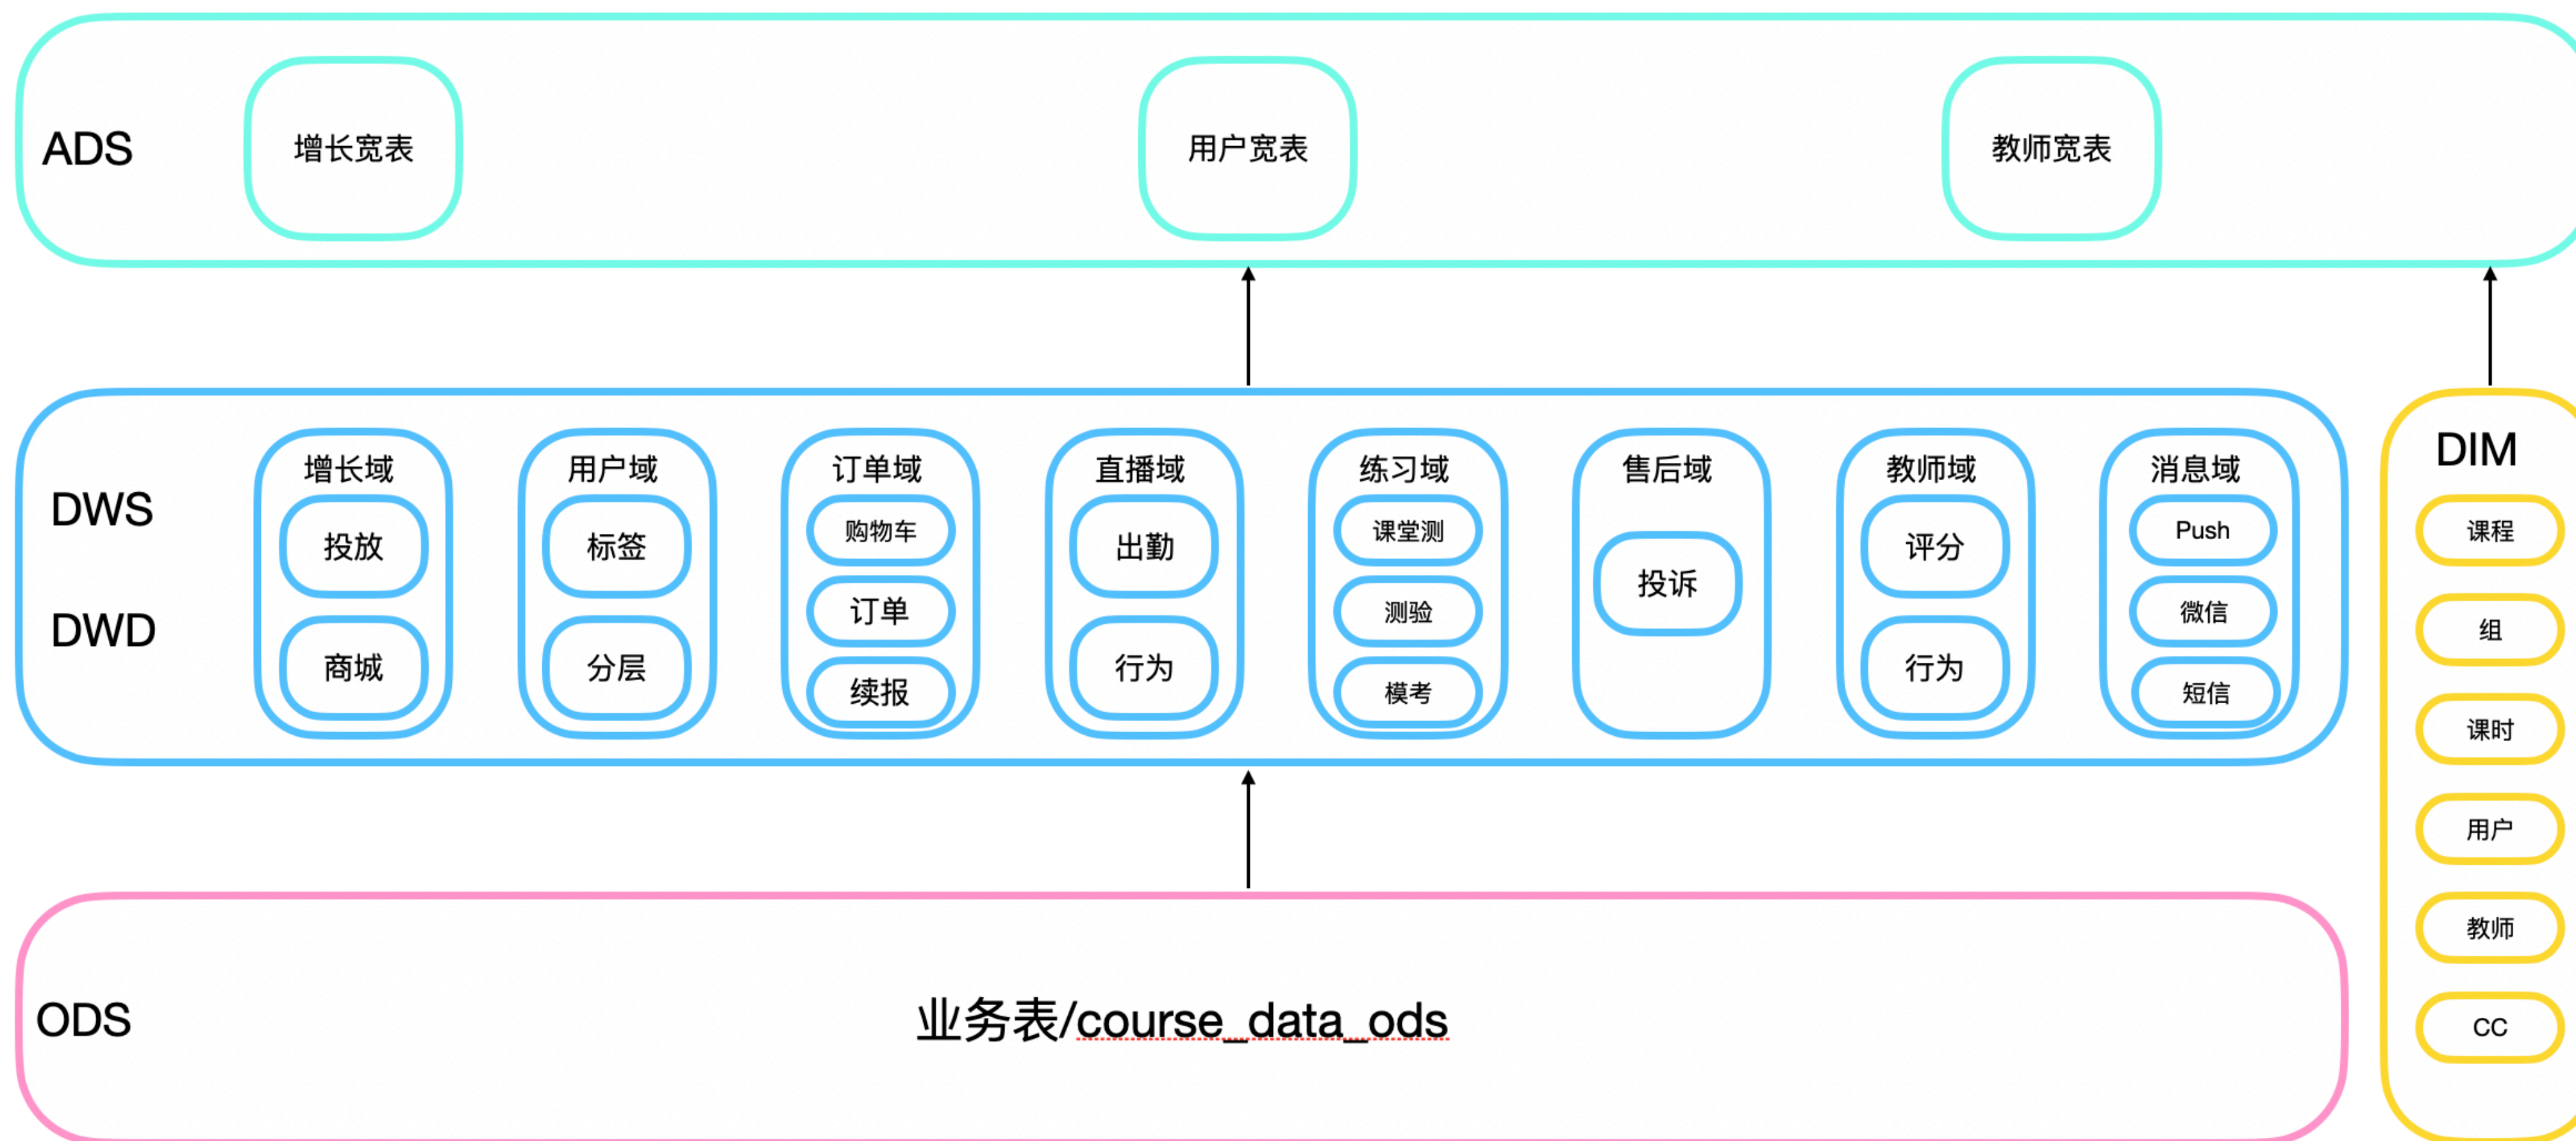 ADS
增长宽表
用户宽表
教师宽表
DWS
DWD
增长域
投放
商城
用户域
标签
分层
订单域
购物车
订单
续报
直播域
出勤
行为
练习域
课堂测
测验
模考
售后域
投诉
教师域
评分
行为
消息域
Push
微信
短信
DIM
课程
组
课时
用户
教师
CC
ODS
业务表/course_data_ods